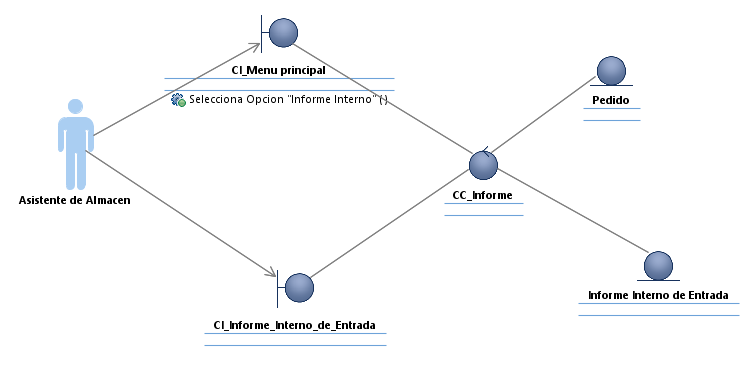 CI_Menu principal
Selecciona Opcion "Informe Interno" ( )
Pedido
Asistente de Almacen
CC_Informe
Informe Interno de Entrada
CI_Informe_Interno_de_Entrada